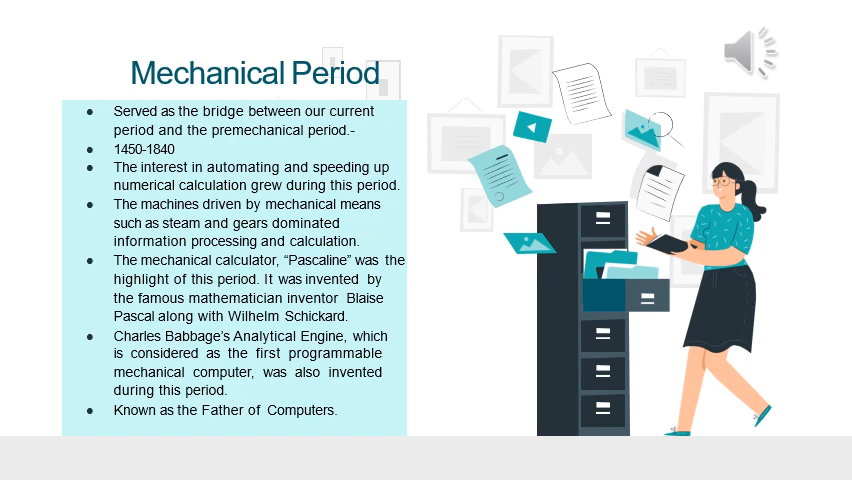 Mechanical Period
● Served as the bridge between our current
period and the premechanical period.-
● 1450-1840
● The interest in automating and speeding up
numerical calculation grew during this period.
● The machines driven by mechanical means
such as steam and gears dominated
information processing and calculation.
● The mechanical calculator, “Pascaline” was the
highlight of this period. It was invented by
the famous mathematician inventor Blaise
Pascal along with Wilhelm Schickard.
● Charles Babbage’s Analytical Engine, which
is considered as the first programmable
mechanical computer, was also invented
during this period.
● Known as the Father of Computers.